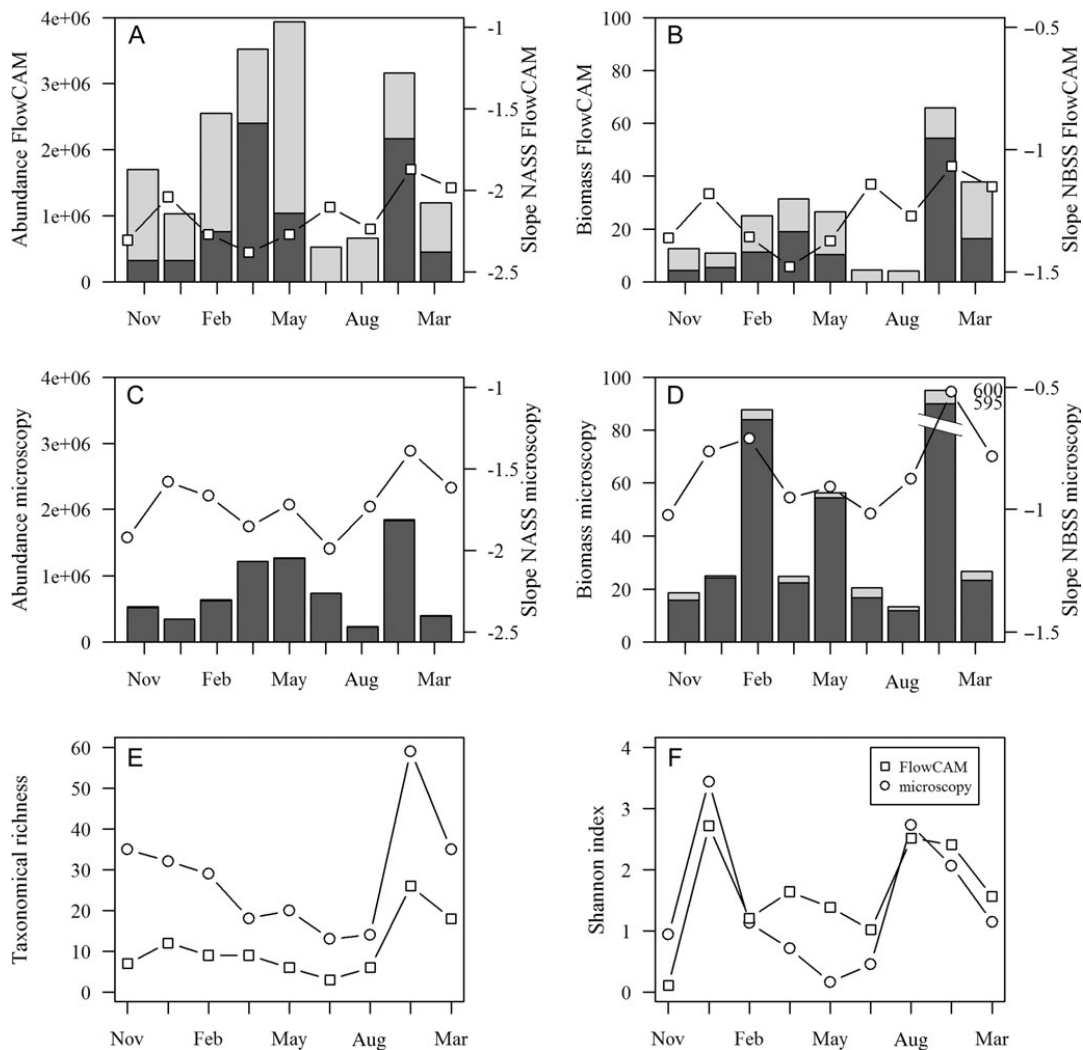 A
Abundance FlowCAM
4e+06
3e+06
2e+06
1e+06
0
-1
-1.5
-2
-2.5
Slope NASS FlowCAM
Nov Feb May Aug Mar
B
Biomass FlowCAM
100
80
60
40
20
0
-0.5
-1
-1.5
Slope NBSS FlowCAM
Nov Feb May Aug Mar
C
Abundance microscopy
4e+06
3e+06
2e+06
1e+06
0
-1
-1.5
-2
-2.5
Slope NASS microscopy
Nov Feb May Aug Mar
D
Biomass microscopy
100
80
60
40
20
0
600
595
-0.5
-1
-1.5
Slope NBSS microscopy
Nov Feb May Aug Mar
E
Taxonomical richness
60
50
40
30
20
10
0
Nov Feb May Aug Mar
F
Shannon index
4
3
2
1
0
FlowCAM
microscopy
Nov Feb May Aug Mar